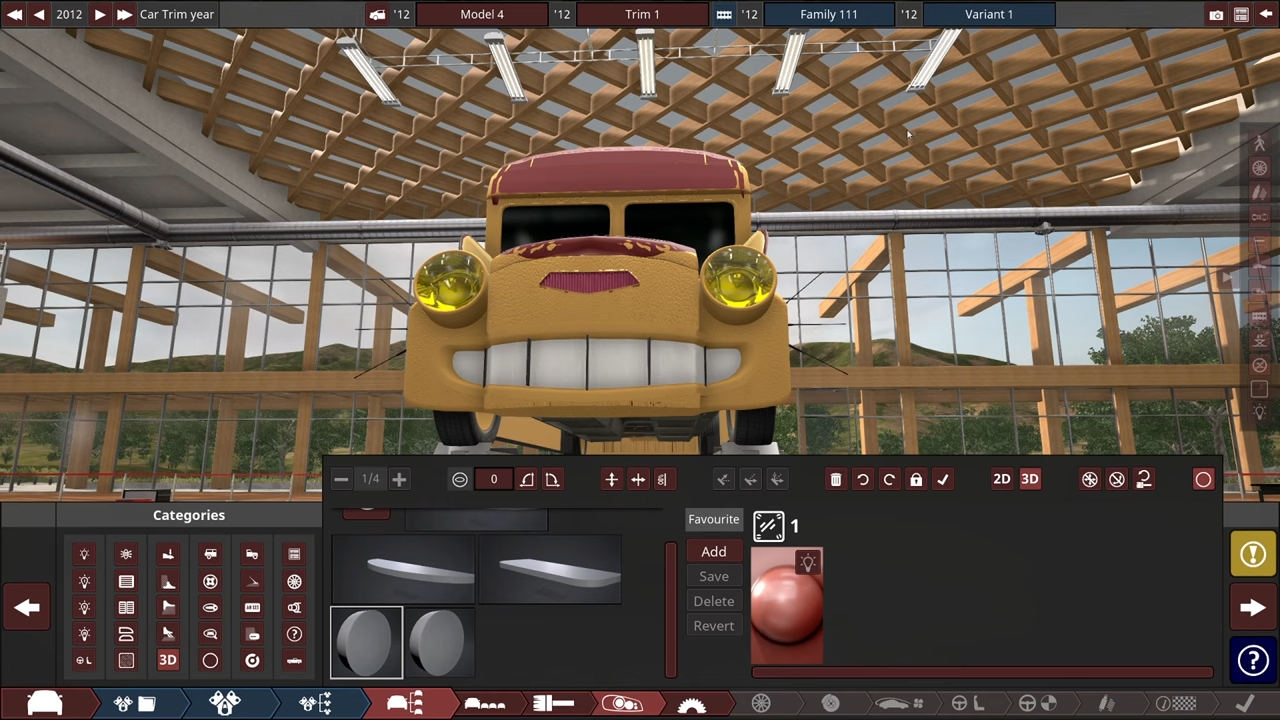 2012 Car Trim year '12 Model 4 '12 Trim 1 '12 Family 111 '12 Variant 1
1/4 0 2D 3D
Categories
Favourite 1
Add
Save
Delete
Revert
L 3D